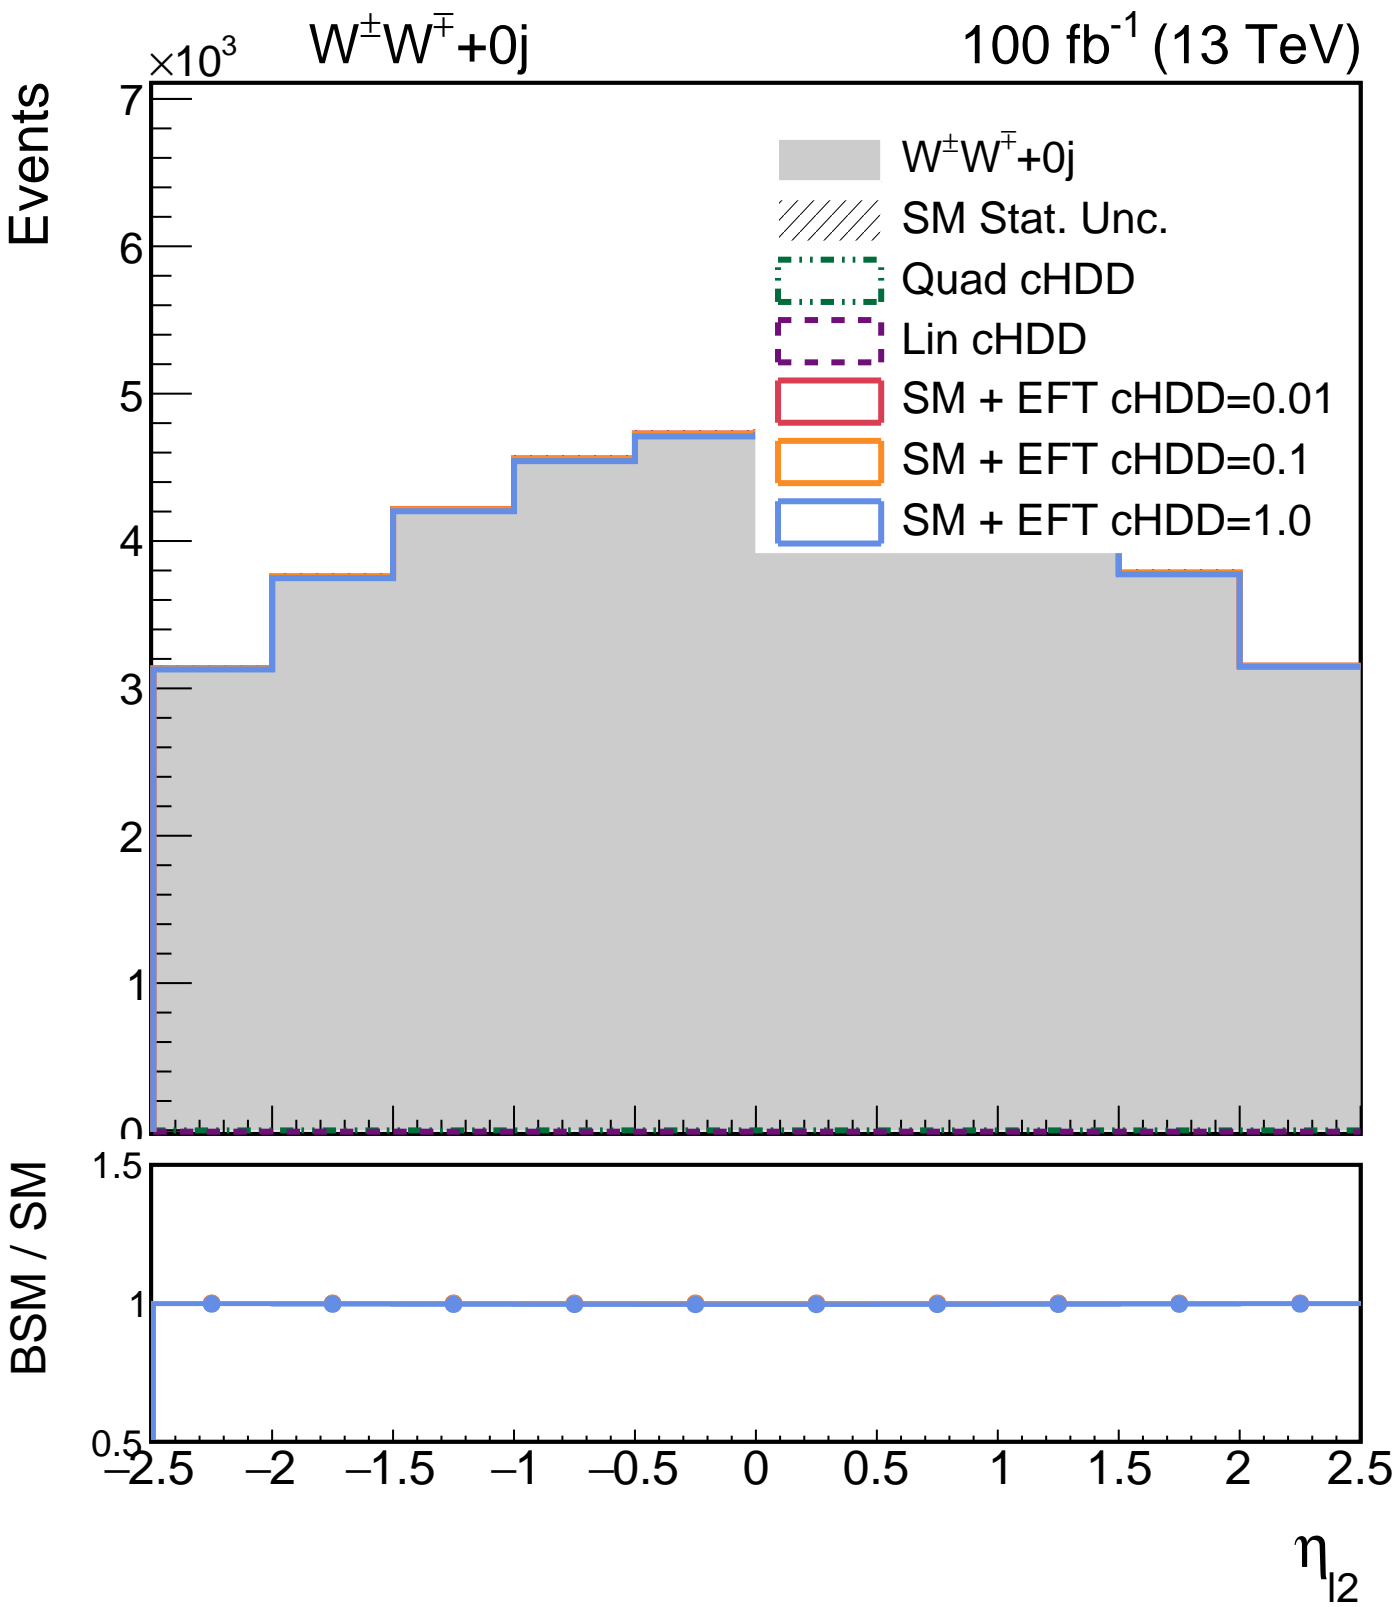 W±W∓+0j 100 fb-1 (13 TeV)
×10³
Events
7
6
5
4
3
2
1
0
W±W∓+0j
SM Stat. Unc.
Quad cHDD
Lin cHDD
SM + EFT cHDD=0.01
SM + EFT cHDD=0.1
SM + EFT cHDD=1.0
BSM / SM
1.5
1
0.5
−2.5 −2 −1.5 −1 −0.5 0 0.5 1 1.5 2 2.5
η l2